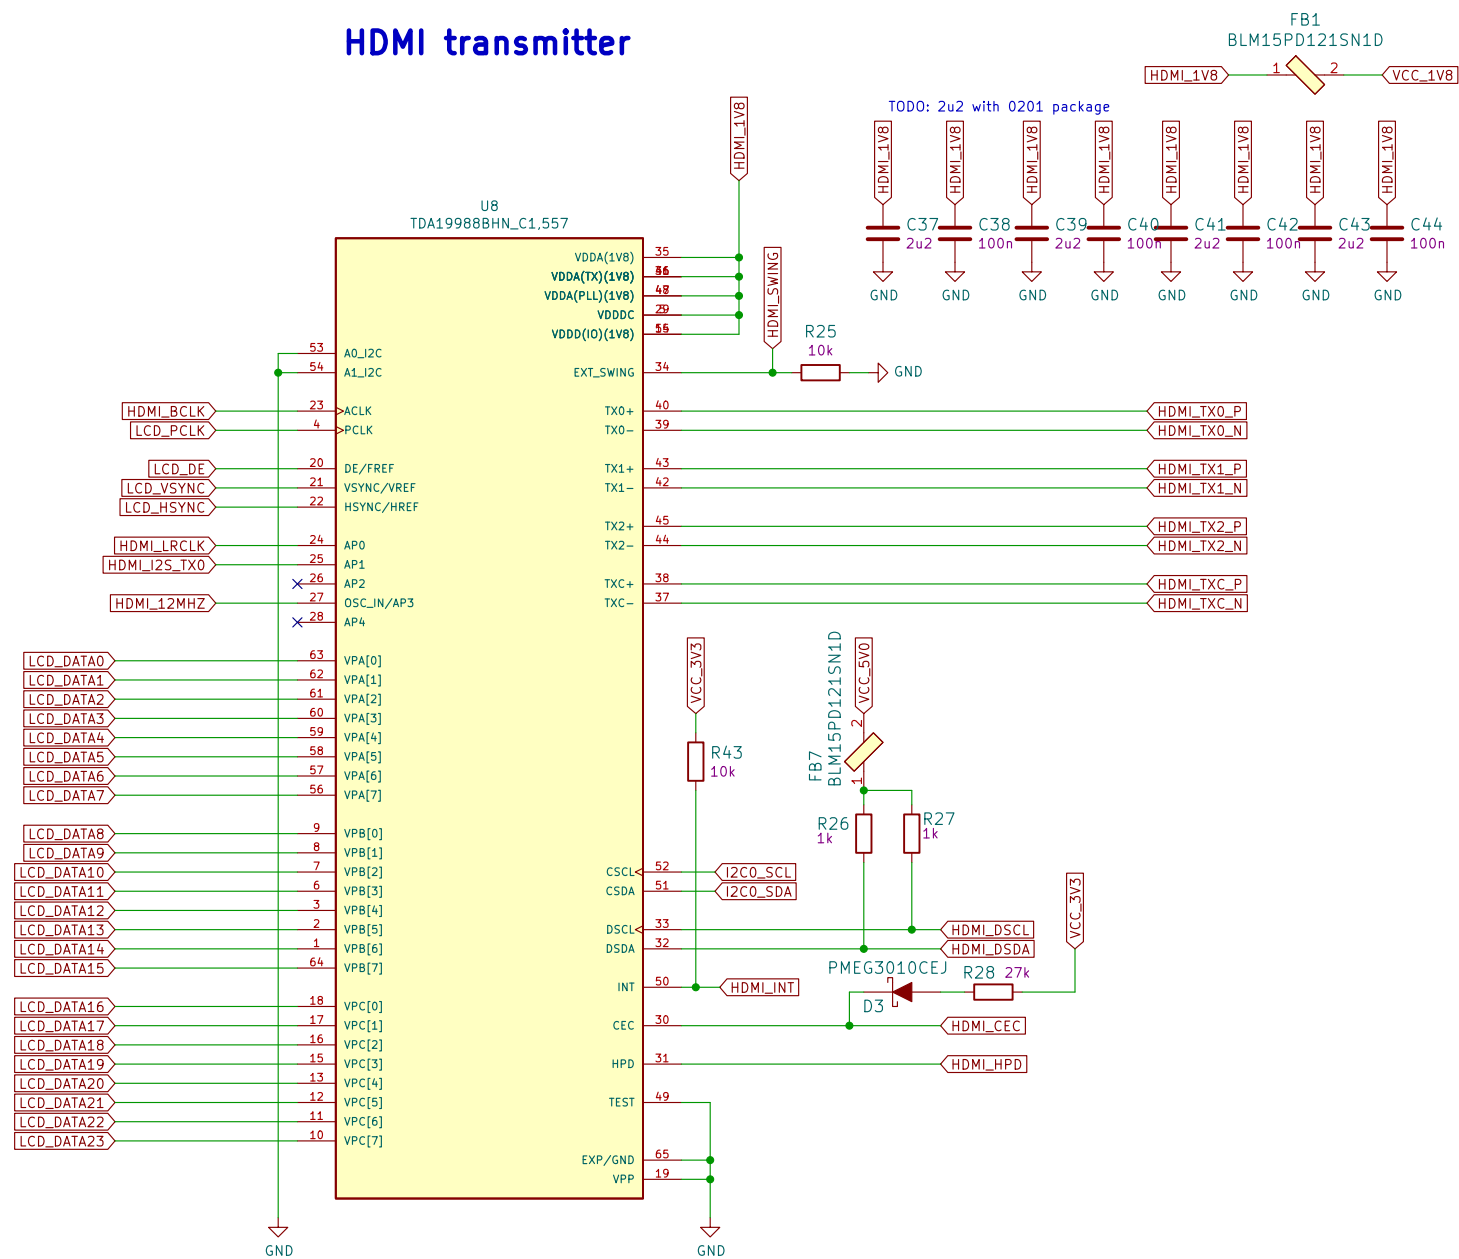 HDMI transmitter
FB1
BLM15PD121SN1D
HDMI_1V8
1
2
VCC_1V8
TODO: 2u2 with 0201 package
HDMI_1V8
HDMI_1V8
HDMI_1V8
HDMI_1V8
HDMI_1V8
HDMI_1V8
HDMI_1V8
HDMI_1V8
HDMI_1V8
C37
2u2
C38
100n
C39
2u2
C40
100n
C41
2u2
C42
100n
C43
2u2
C44
100n
GND
GND
GND
GND
GND
GND
GND
GND
U8
TDA19988BHN_C1,557
VDDA(1V8)
35
VDDA(TX)(1V8)
VDDA(PLL)(1V8)
VDDDC
VDDD(IO)(1V8)
HDMI_SWING
R25
10k
GND
53
A0_I2C
54
A1_I2C
EXT_SWING
34
HDMI_BCLK
23
ACLK
TX0+
40
HDMI_TX0_P
LCD_PCLK
4
PCLK
TX0-
39
HDMI_TX0_N
LCD_DE
20
DE/FREF
TX1+
43
HDMI_TX1_P
LCD_VSYNC
21
VSYNC/VREF
TX1-
42
HDMI_TX1_N
LCD_HSYNC
22
HSYNC/HREF
TX2+
45
HDMI_TX2_P
HDMI_LRCLK
24
AP0
TX2-
44
HDMI_TX2_N
HDMI_I2S_TX0
25
AP1
26
AP2
TXC+
38
HDMI_TXC_P
HDMI_12MHZ
27
OSC_IN/AP3
TXC-
37
HDMI_TXC_N
28
AP4
LCD_DATA0
63
VPA[0]
LCD_DATA1
62
VPA[1]
LCD_DATA2
61
VPA[2]
LCD_DATA3
60
VPA[3]
LCD_DATA4
59
VPA[4]
LCD_DATA5
58
VPA[5]
LCD_DATA6
57
VPA[6]
LCD_DATA7
56
VPA[7]
VCC_3V3
R43
10k
FB7
BLM15PD121SN1D
VCC_5V0
2
1
R26
1k
R27
1k
LCD_DATA8
9
VPB[0]
LCD_DATA9
8
VPB[1]
LCD_DATA10
7
VPB[2]
CSCL
52
I2C0_SCL
LCD_DATA11
6
VPB[3]
CSDA
51
I2C0_SDA
LCD_DATA12
3
VPB[4]
LCD_DATA13
2
VPB[5]
DSCL
33
HDMI_DSCL
LCD_DATA14
1
VPB[6]
DSDA
32
HDMI_DSDA
LCD_DATA15
64
VPB[7]
VCC_3V3
PMEG3010CEJ
D3
R28
27k
INT
50
HDMI_INT
LCD_DATA16
18
VPC[0]
LCD_DATA17
17
VPC[1]
CEC
30
HDMI_CEC
LCD_DATA18
16
VPC[2]
LCD_DATA19
15
VPC[3]
HPD
31
HDMI_HPD
LCD_DATA20
13
VPC[4]
LCD_DATA21
12
VPC[5]
TEST
49
LCD_DATA22
11
VPC[6]
LCD_DATA23
10
VPC[7]
EXP/GND
65
VPP
19
GND
GND